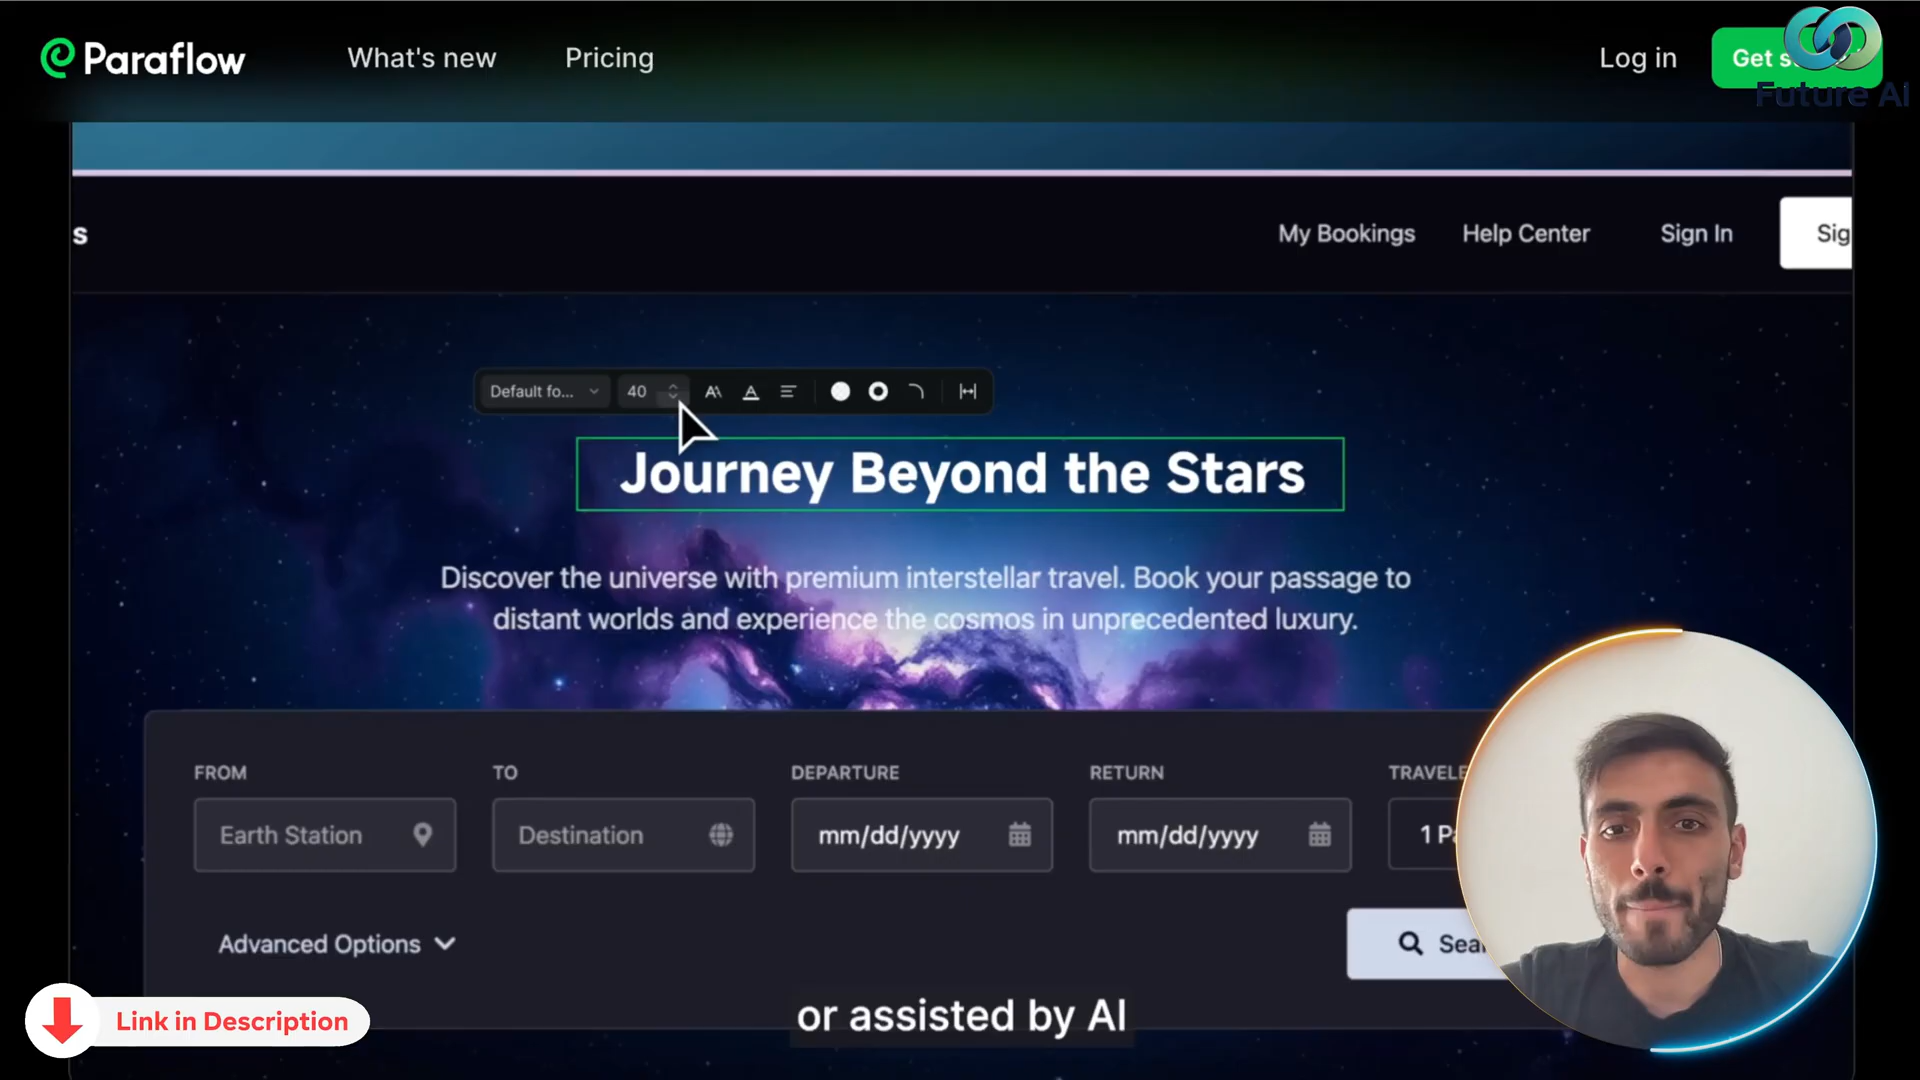 Paraflow
What's new
Pricing
Log in
Get s
Future AI
s
My Bookings
Help Center
Sign In
Sig
Default fo...
40
Journey Beyond the Stars
Discover the universe with premium interstellar travel. Book your passage to
distant worlds and experience the cosmos in unprecedented luxury.
FROM
TO
DEPARTURE
RETURN
TRAVELE
Earth Station
Destination
mm/dd/yyyy
mm/dd/yyyy
1 Pa
Advanced Options
Sea
or assisted by AI
Link in Description